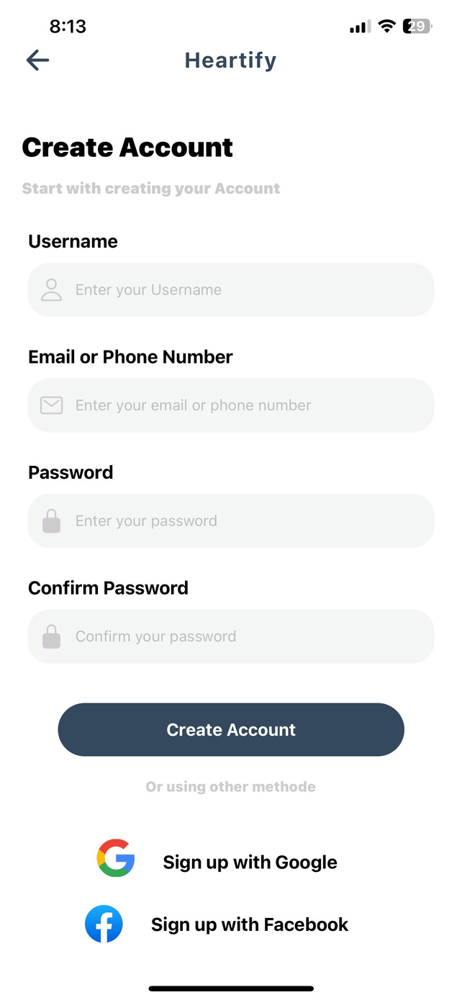 8:13
29
Heartify
Create Account
Start with creating your Account
Username
Enter your Username
Email or Phone Number
Enter your email or phone number
Password
Enter your password
Confirm Password
Confirm your password
Create Account
Or using other methode
Sign up with Google
Sign up with Facebook